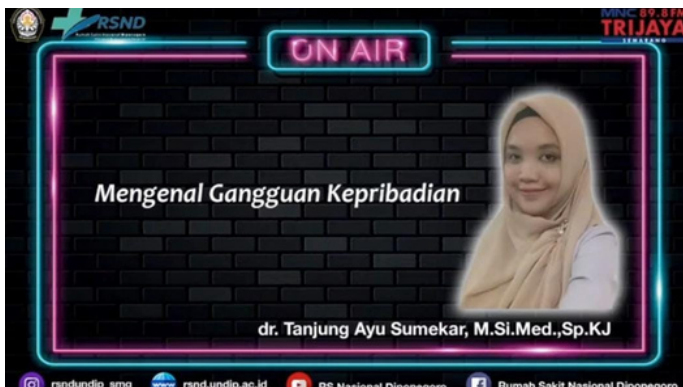 RSND
MNC 89.8 FM
TRIJAYA
SEMARANG
ON AIR
Mengenal Gangguan Kepribadian
dr. Tanjung Ayu Sumekar, M.Si.Med.,Sp.KJ
rsndundip_smg
rsnd.undip.ac.id
RS Nasional Diponegoro
Rumah Sakit Nasional Diponegoro